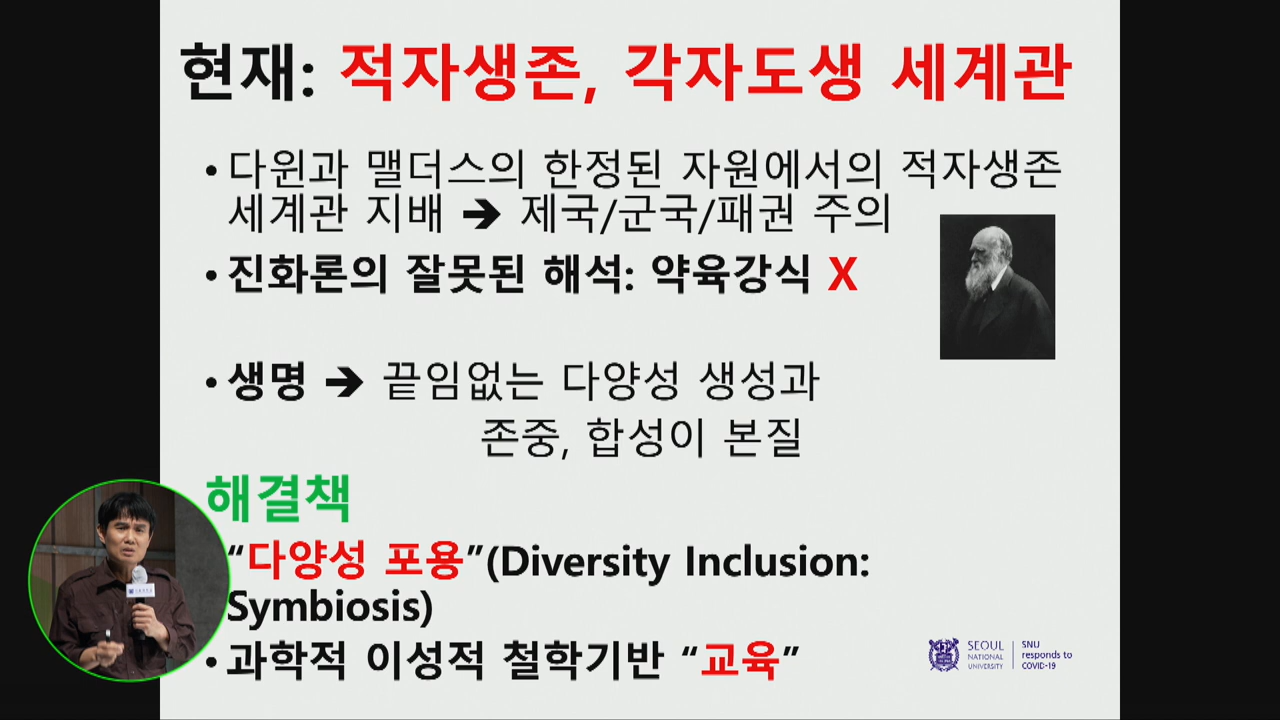 현재: 적자생존, 각자도생 세계관
• 다윈과 맬더스의 한정된 자원에서의 적자생존
세계관 지배 ➔ 제국/군국/패권 주의
• 진화론의 잘못된 해석: 약육강식 X
• 생명 ➔ 끝임없는 다양성 생성과
존중, 합성이 본질
해결책
“다양성 포용”(Diversity Inclusion:
Symbiosis)
• 과학적 이성적 철학기반 “교육”
SEOUL
NATIONAL
UNIVERSITY
SNU
responds to
COVID-19